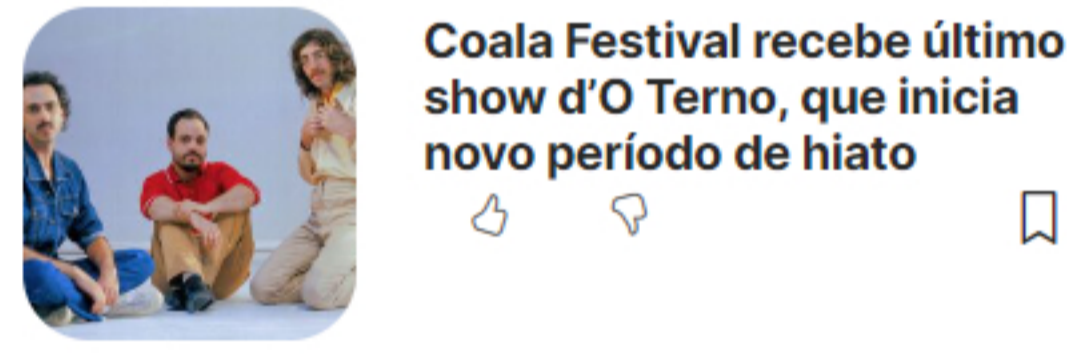 Coala Festival recebe último
show d’O Terno, que inicia
novo período de hiato